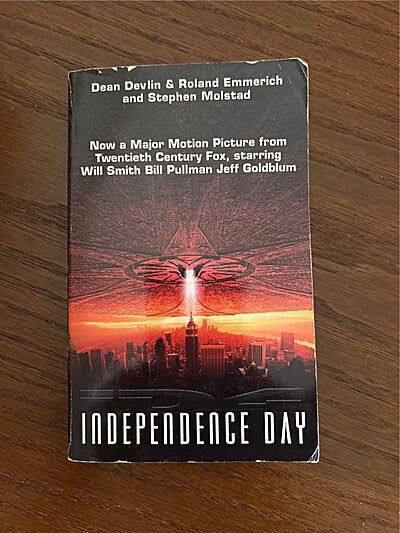 Dean Devlin & Roland Emmerich
and Stephen Molstad
Now a Major Motion Picture from
Twentieth Century Fox, starring
Will Smith Bill Pullman Jeff Goldblum
INDEPENDENCE DAY